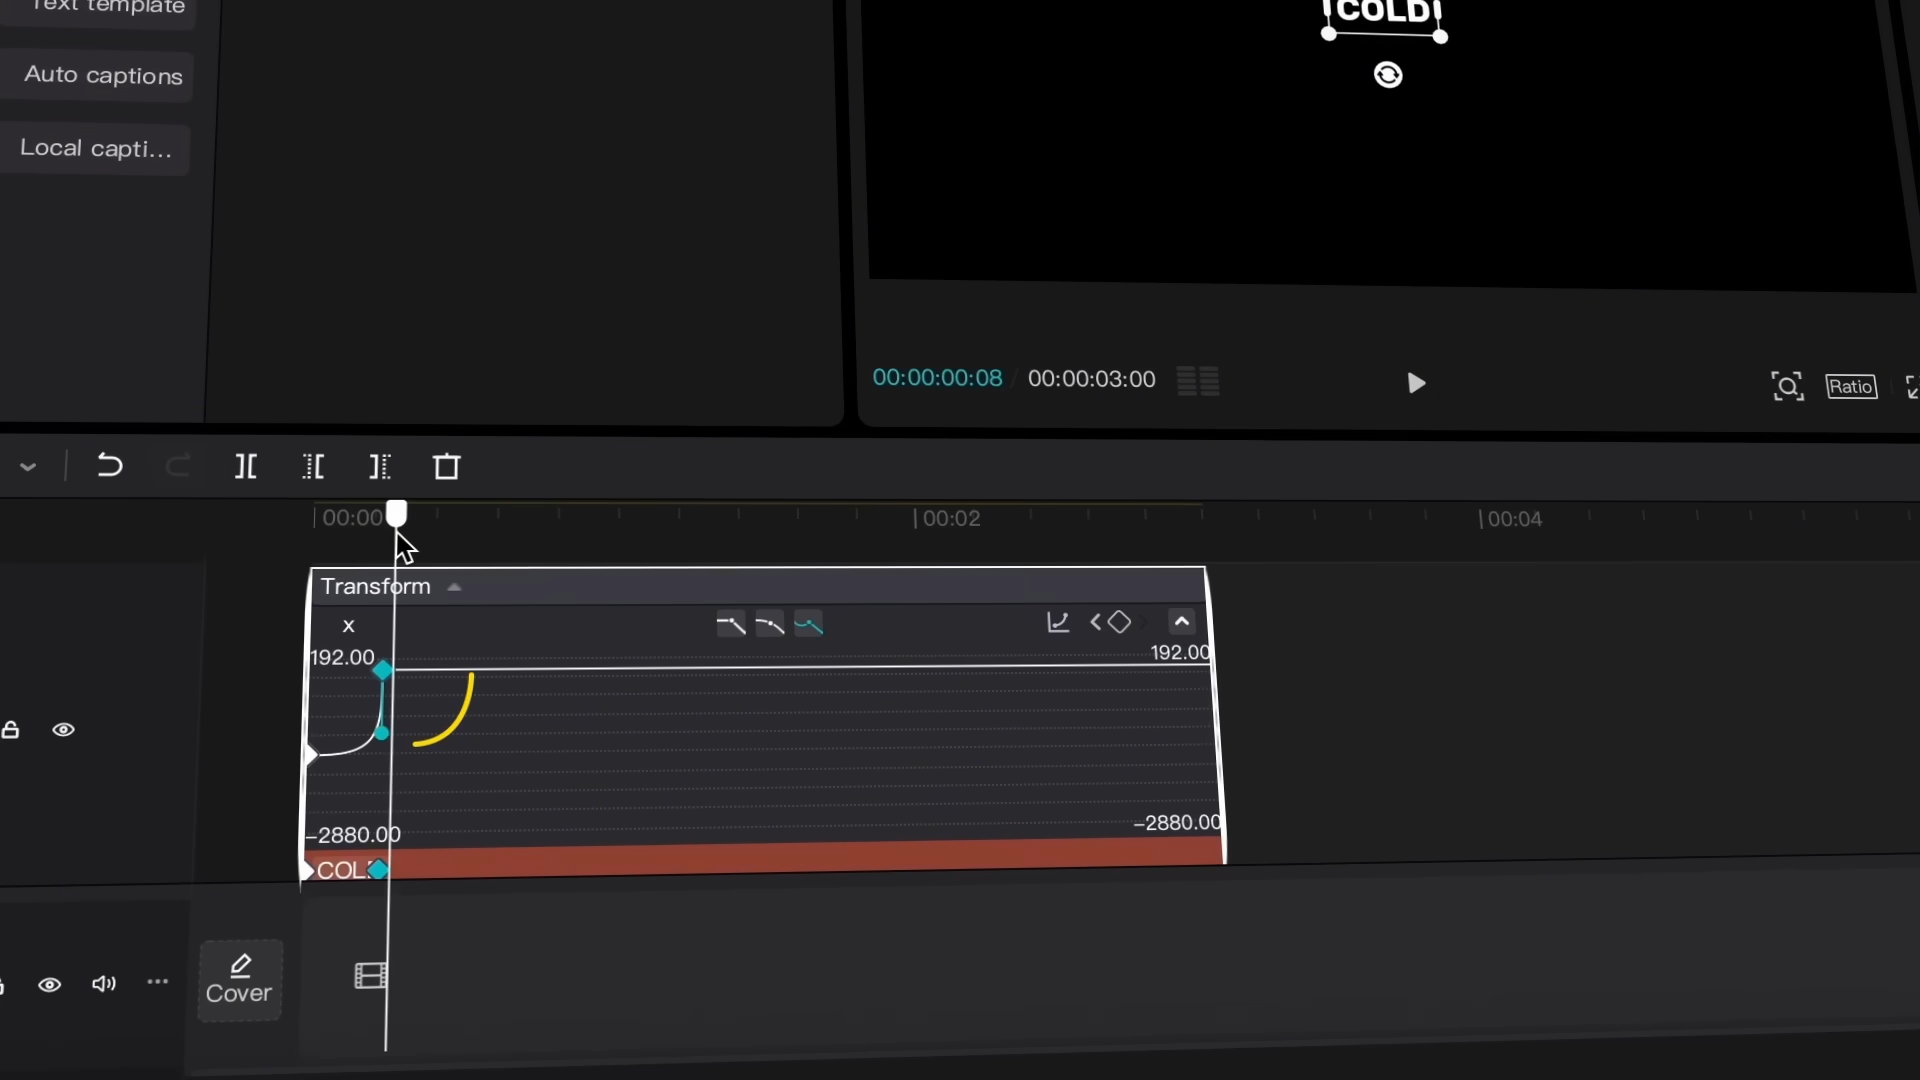 Text template
Auto captions
Local capti...
COLD
00:00:00:08 / 00:00:03:00
Ratio
00:00
00:02
00:04
Transform
x
192.00
192.00
-2880.00
-2880.00
COL
Cover